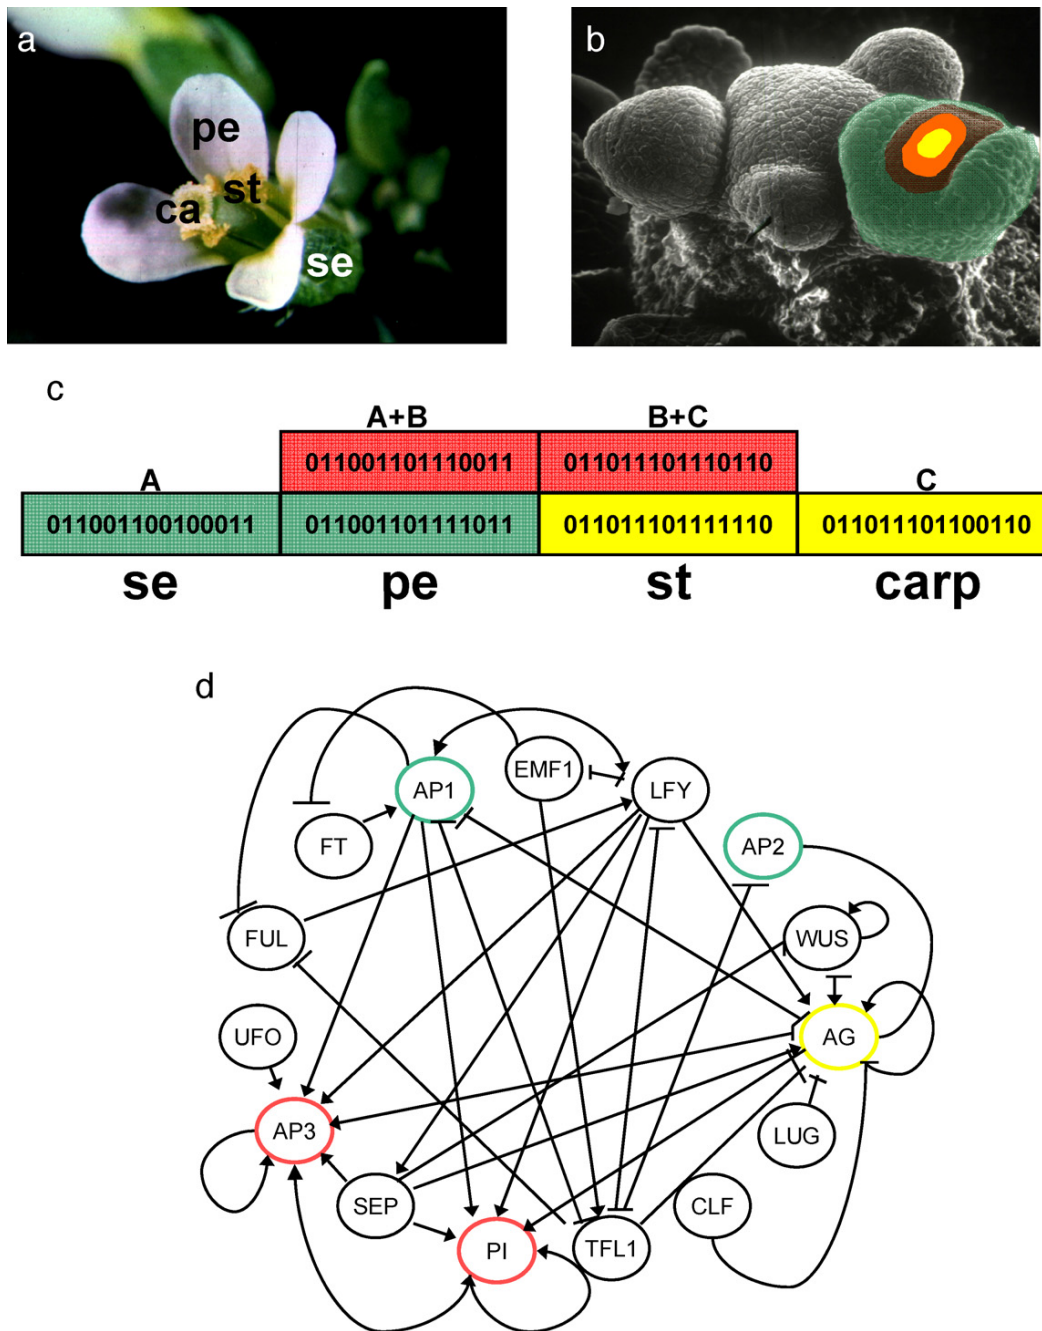 a
pe
st
ca
se
b
c
A+B
B+C
011001101110011
011011101110110
A
C
011001100100011
011001101111011
011011101111110
011011101100110
se
pe
st
carp
d
EMF1
AP1
LFY
FT
AP2
FUL
WUS
UFO
AG
AP3
LUG
SEP
CLF
PI
TFL1